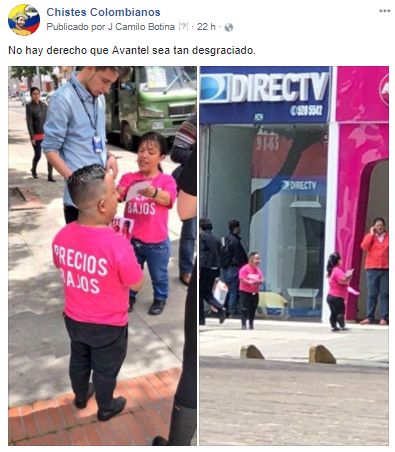 Chistes Colombianos
Publicado por J Camilo Botina [?] · 22 h ·
No hay derecho que Avantel sea tan desgraciado.
PRECIOS
BAJOS
BAJOS
DIRECTV
5205542
DIRECTV